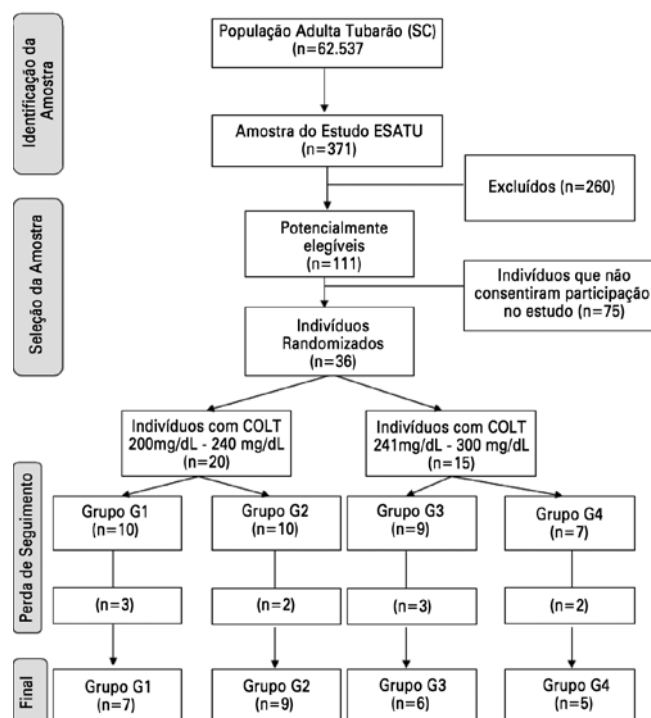 Identificação da
Amostra
População Adulta Tubarão (SC)
(n=62.537
Amostra do Estudo ESATU
(n=371)
Excluídos (n=260)
Seleção da Amostra
Potencialmente
elegíveis
(n=111)
Indivíduos que não
consentiram participação
no estudo (n=75)
Indivíduos
Randomizados
(n=36)
Indivíduos com COLT
200mg/dL - 240 mg/dL
(n=20)
Indivíduos com COLT
241mg/dL - 300 mg/dL
(n=15)
Perda de Seguimento
Grupo G1
(n=10)
Grupo G2
(n=10)
Grupo G3
(n=9)
Grupo G4
(n=7)
(n=3)
(n=2)
(n=3)
(n=2)
Final
Grupo G1
(n=7)
Grupo G2
(n=9)
Grupo G3
(n=6)
Grupo G4
(n=5)